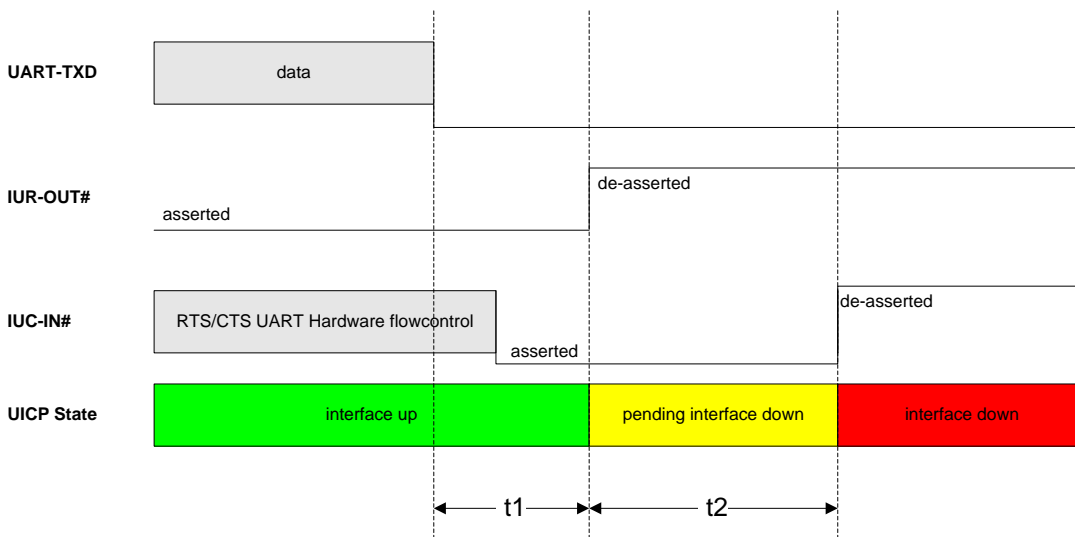 UART-TXD
data
IUR-OUT#
asserted
de-asserted
IUC-IN#
RTS/CTS UART Hardware flowcontrol
asserted
de-asserted
UICP State
interface up
pending interface down
interface down
t1
t2